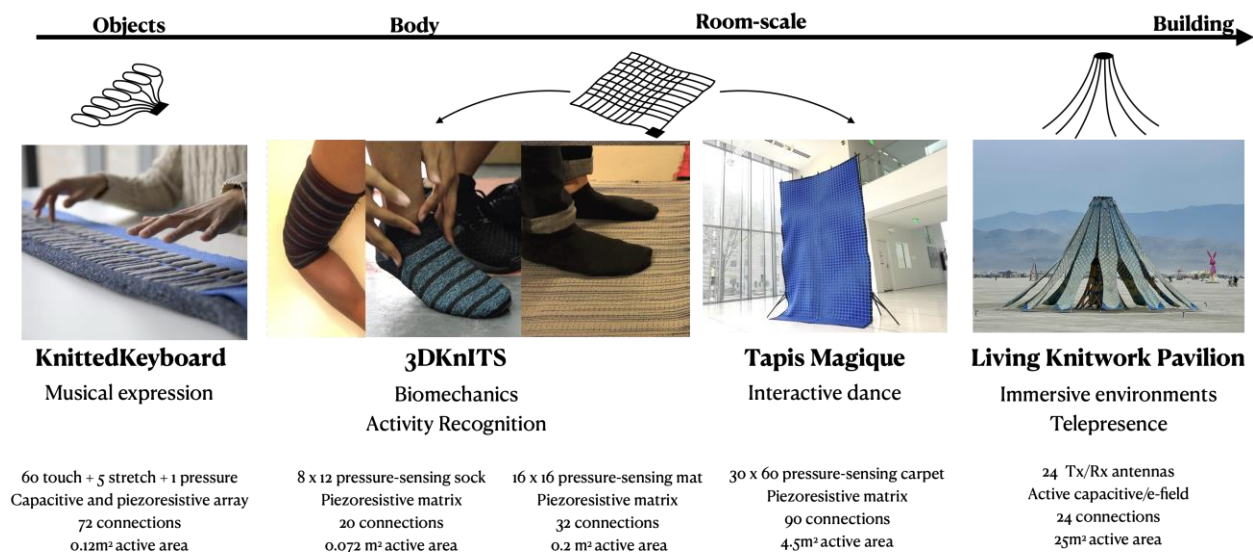 Objects
Body
Room-scale
Building
KnittedKeyboard
Musical expression
3DKnITS
Biomechanics
Activity Recognition
Tapis Magique
Interactive dance
Living Knitwork Pavilion
Immersive environments
Telepresence
60 touch + 5 stretch + 1 pressure
Capacitive and piezoresistive array
72 connections
0.12m² active area
8 x 12 pressure-sensing sock
Piezoresistive matrix
20 connections
0.072 m² active area
16 x 16 pressure-sensing mat
Piezoresistive matrix
32 connections
0.2 m² active area
30 x 60 pressure-sensing carpet
Piezoresistive matrix
90 connections
4.5m² active area
24 Tx/Rx antennas
Active capacitive/e-field
24 connections
25m² active area